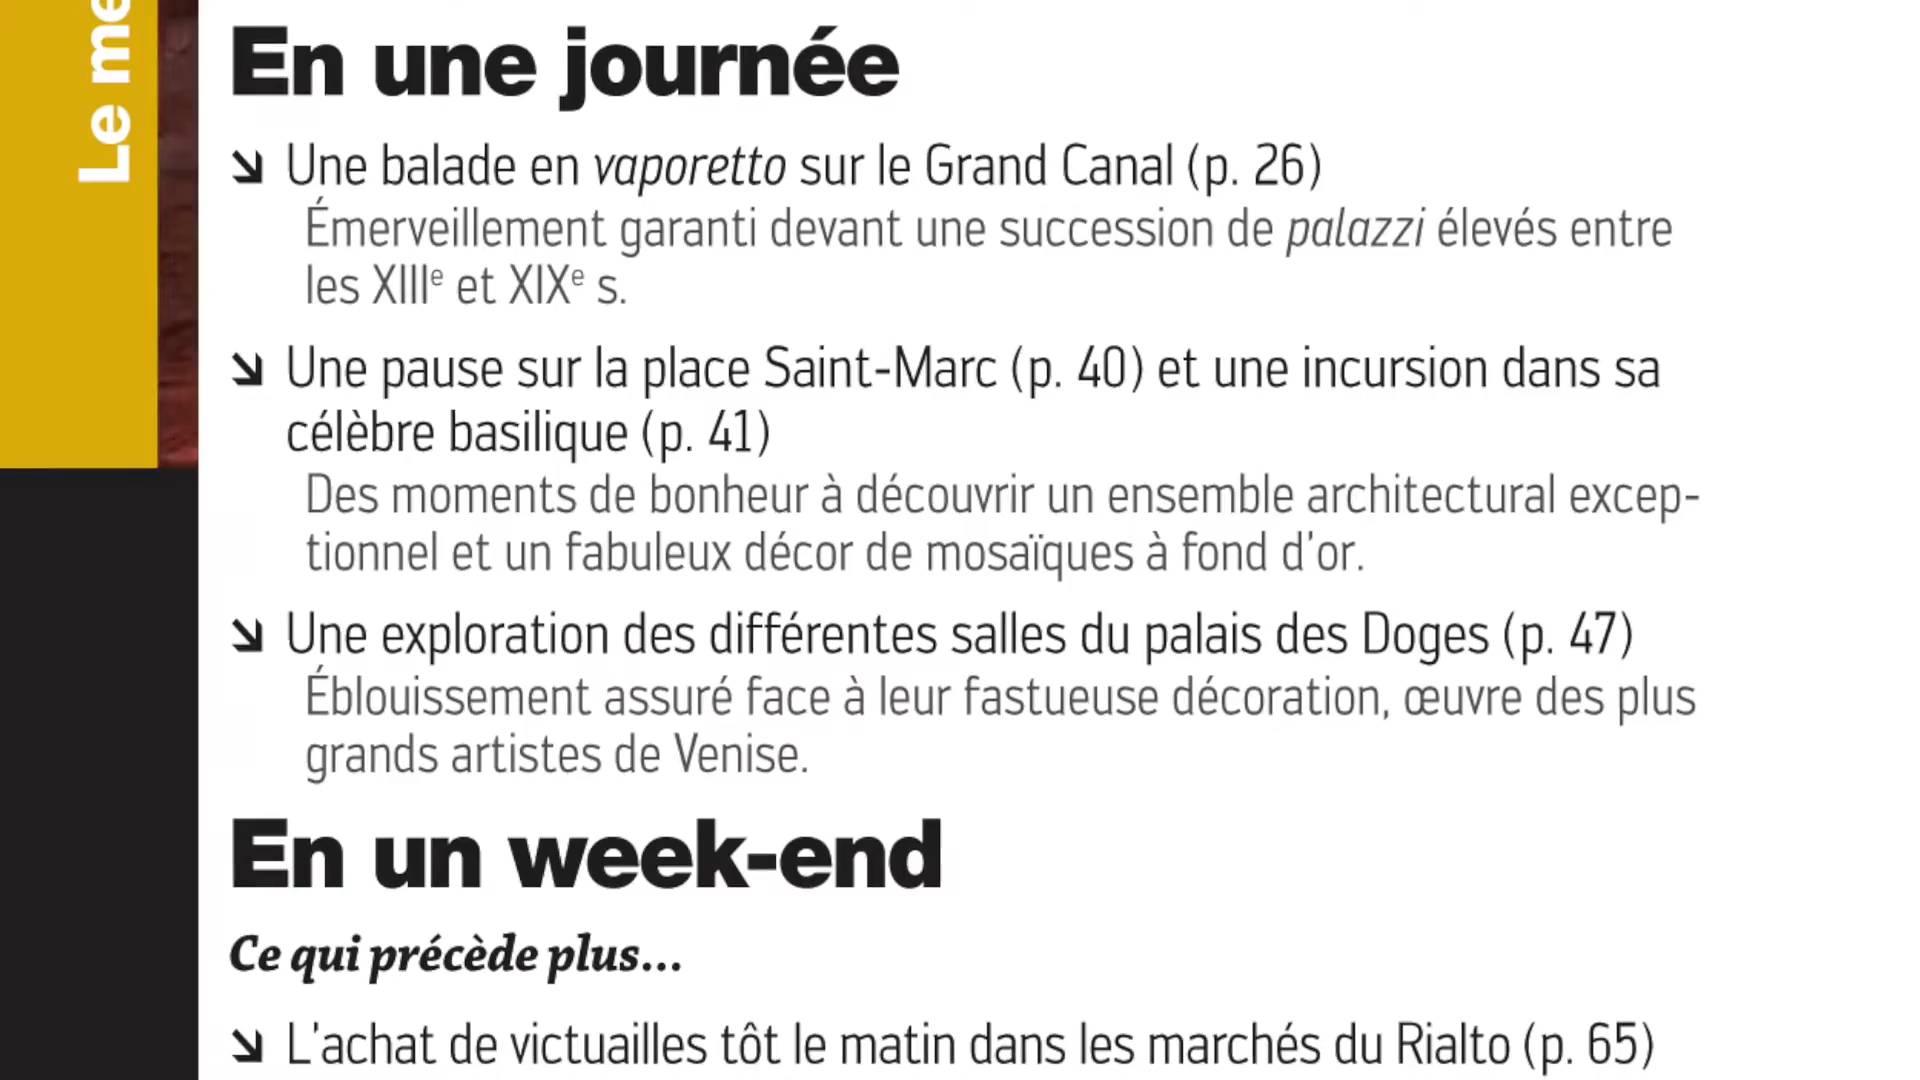 Le me
En une journée
↘ Une balade en vaporetto sur le Grand Canal (p. 26)
Émerveillement garanti devant une succession de palazzi élevés entre
les XIIIe et XIXe s.
↘ Une pause sur la place Saint-Marc (p. 40) et une incursion dans sa
célèbre basilique (p. 41)
Des moments de bonheur à découvrir un ensemble architectural excep-
tionnel et un fabuleux décor de mosaïques à fond d'or.
↘ Une exploration des différentes salles du palais des Doges (p. 47)
Éblouissement assuré face à leur fastueuse décoration, œuvre des plus
grands artistes de Venise.
En un week-end
Ce qui précède plus...
↘ L'achat de victuailles tôt le matin dans les marchés du Rialto (p. 65)